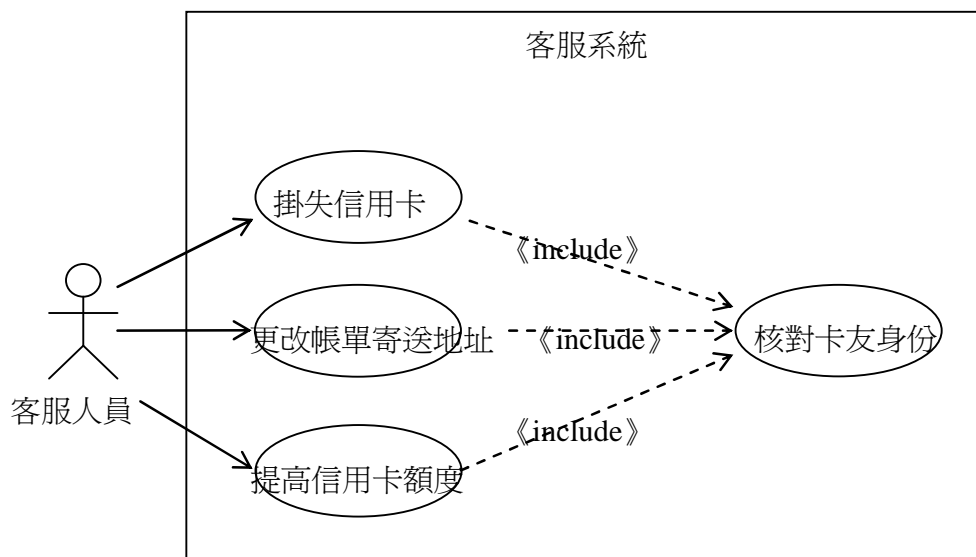 客服系統
掛失信用卡
《include》
更改帳單寄送地址
《include》
核對卡友身份
客服人員
《include》
提高信用卡額度